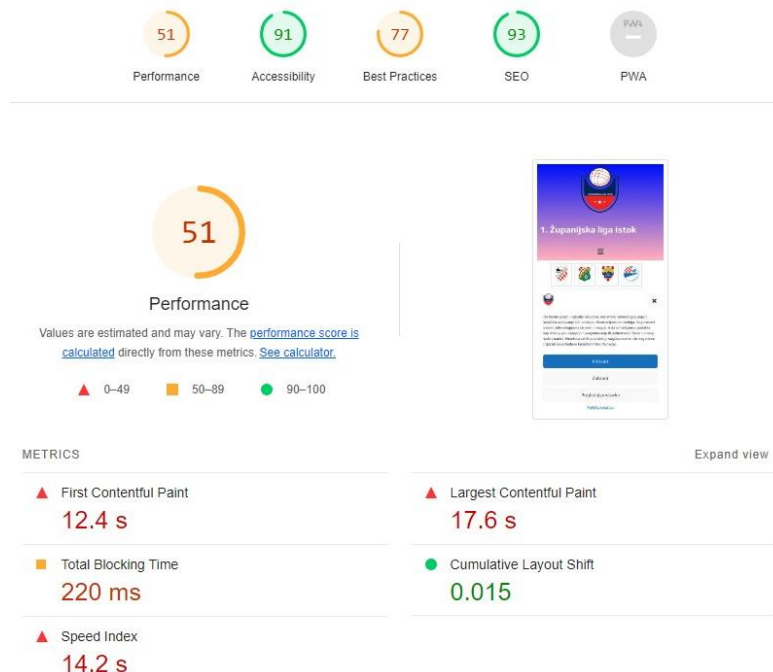 51
91
77
93
PWA
Performance
Accessibility
Best Practices
SEO
PWA
51
Performance
Values are estimated and may vary. The performance score is
calculated directly from these metrics. See calculator.
0–49
50–89
90–100
1. Županijska liga Istok
METRICS
Expand view
First Contentful Paint
12.4 s
Largest Contentful Paint
17.6 s
Total Blocking Time
220 ms
Cumulative Layout Shift
0.015
Speed Index
14.2 s